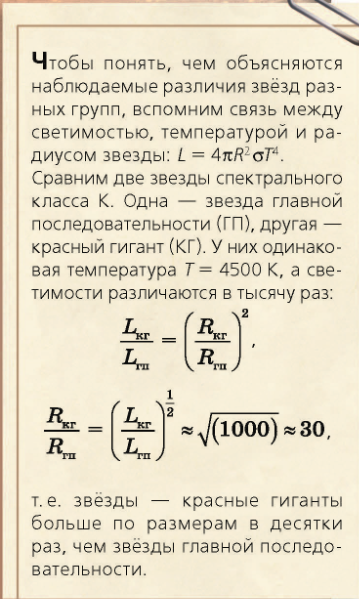 Чтобы понять, чем объясняются
наблюдаемые различия звёзд раз-
ных групп, вспомним связь между
светимостью, температурой и ра-
диусом звезды: L = 4πR²σT⁴.
Сравним две звезды спектрального
класса К. Одна — звезда главной
последовательности (ГП), другая —
красный гигант (КГ). У них одинако-
вая температура T = 4500 К, а све-
тимости различаются в тысячу раз:
L_кг / L_гп = (R_кг / R_гп)²,
R_кг / R_гп = (L_кг / L_гп)^(1/2) ≈ √(1000) ≈ 30,
т. е. звёзды — красные гиганты
больше по размерам в десятки
раз, чем звёзды главной последо-
вательности.